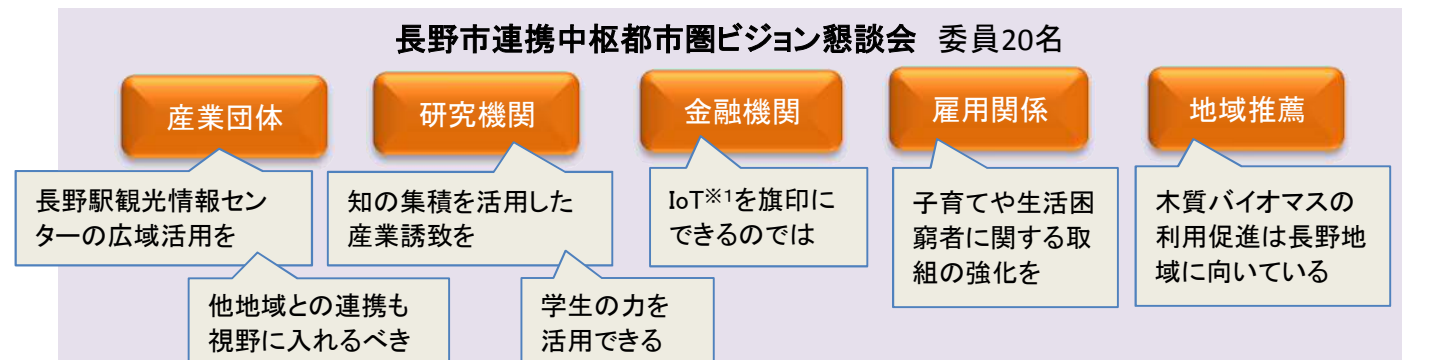 長野市連携中枢都市圏ビジョン懇談会 委員20名
産業団体
研究機関
金融機関
雇用関係
地域推薦
長野駅観光情報セン
ターの広域活用を
知の集積を活用した
産業誘致を
IoT※1を旗印に
できるのでは
子育てや生活困
窮者に関する取
組の強化を
木質バイオマスの
利用促進は長野地
域に向いている
他地域との連携も
視野に入れるべき
学生の力を
活用できる